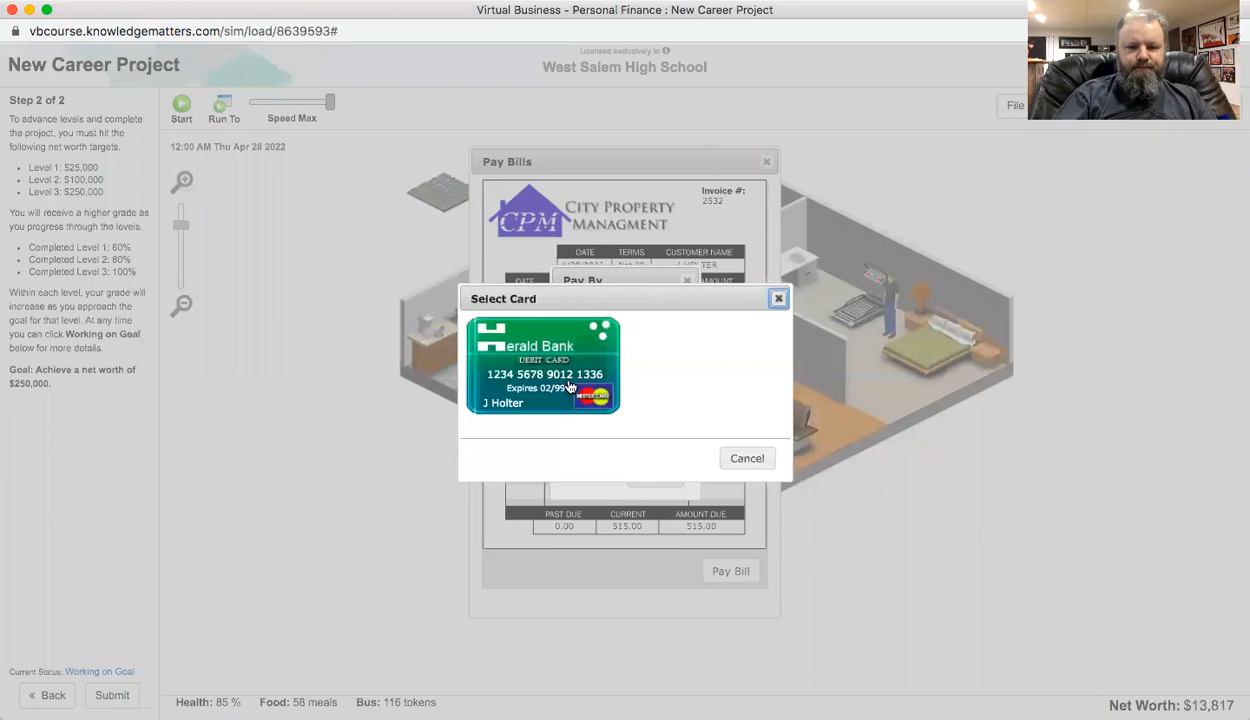 Virtual Business - Personal Finance : New Career Project
vbcourse.knowledgematters.com/sim/load/8639593#
New Career Project
Licensed exclusively to
West Salem High School
Step 2 of 2
To advance levels and complete
the project, you must hit the
following net worth targets.
• Level 1: $25,000
• Level 2: $100,000
• Level 3: $250,000
You will receive a higher grade as
you progress through the levels.
• Completed Level 1: 60%
• Completed Level 2: 80%
• Completed Level 3: 100%
Within each level, your grade will
increase as you approach the
goal for that level. At any time
you can click Working on Goal
below for more details.
Goal: Achieve a net worth of
$250,000.
Current Status: Working on Goal
« Back
Submit
Start
Run To
Speed Max
File
12:00 AM Thu Apr 28 2022
Pay Bills
CPM
CITY PROPERTY
MANAGMENT
Invoice #:
2532
DATE TERMS CUSTOMER NAME
Pay By
Select Card
Herald Bank
DEBIT CARD
1234 5678 9012 1336
Expires 02/99
J Holter
Cancel
PAST DUE CURRENT AMOUNT DUE
0.00 515.00 515.00
Pay Bill
Health: 85 % Food: 58 meals Bus: 116 tokens
Net Worth: $13,817